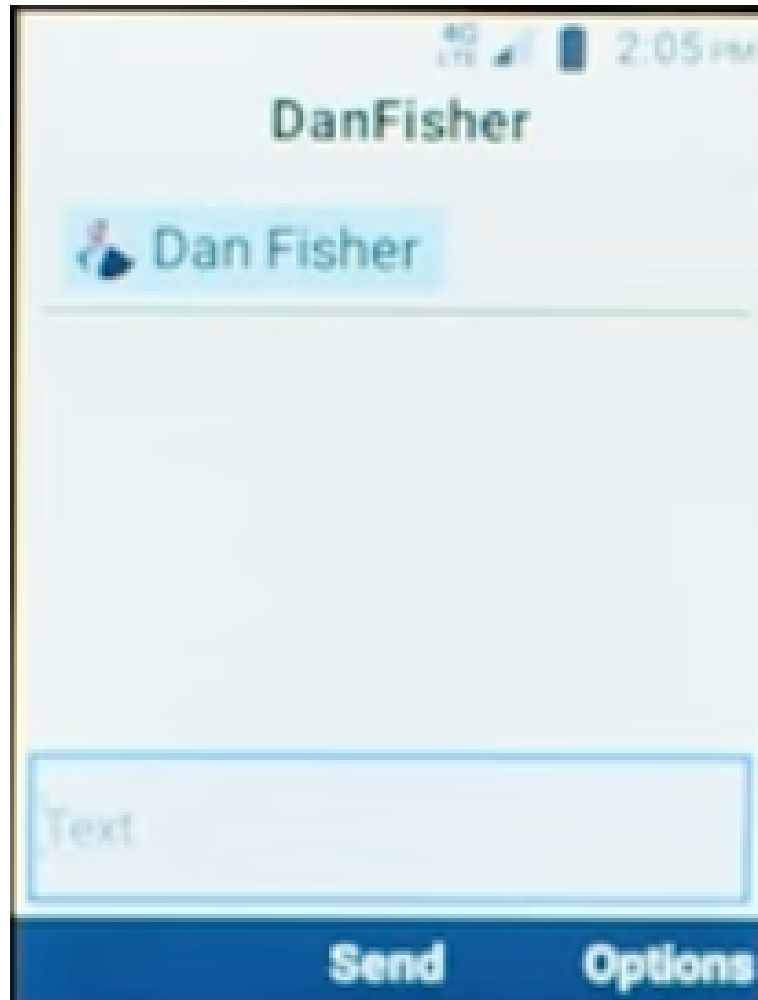 4G
LTE 2:05 PM
DanFisher
Dan Fisher
Text
Send Options